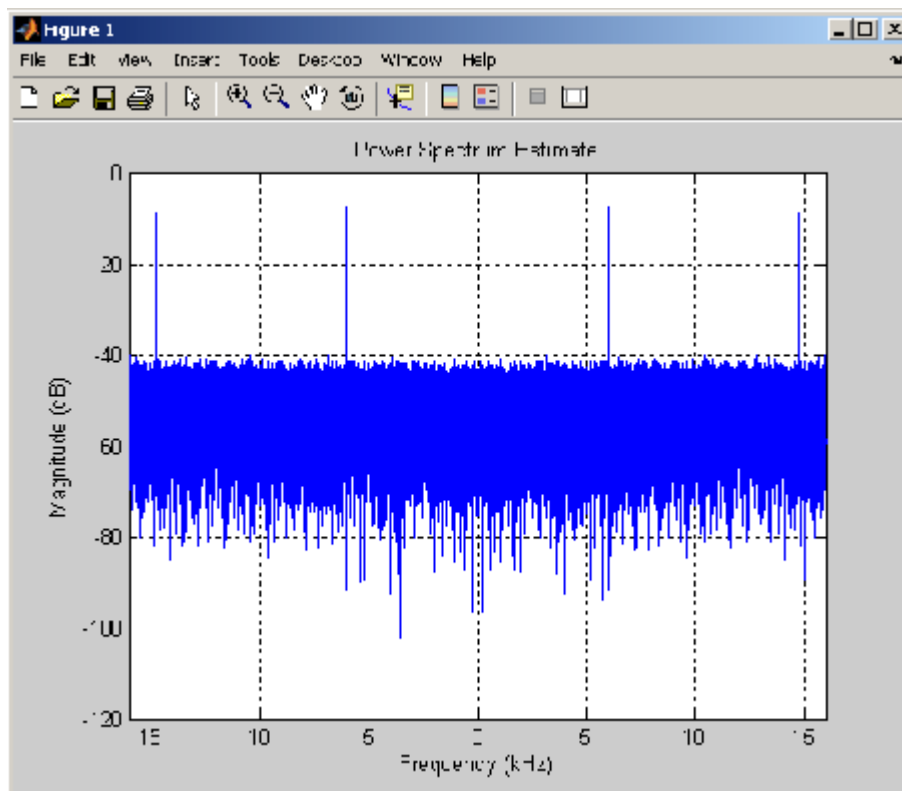 Figure 1
File Edit View Insert Tools Desktop Window Help
Power Spectrum Estimate
0
20
-40
60
-80
-100
-120
Magnitude (dB)
15 10 5 0 5 10 15
Frequency (kHz)